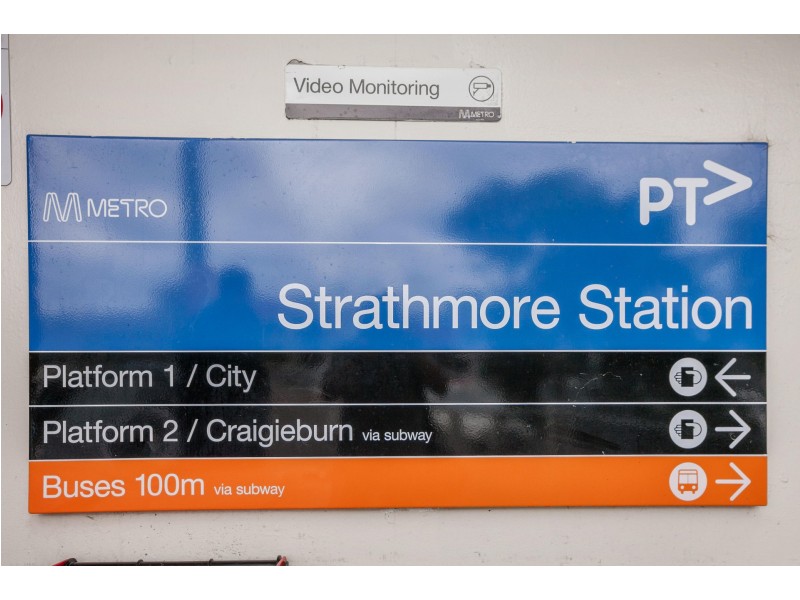 Video Monitoring
METRO
METRO
PT>
Strathmore Station
Platform 1 / City
Platform 2 / Craigieburn via subway
Buses 100m via subway